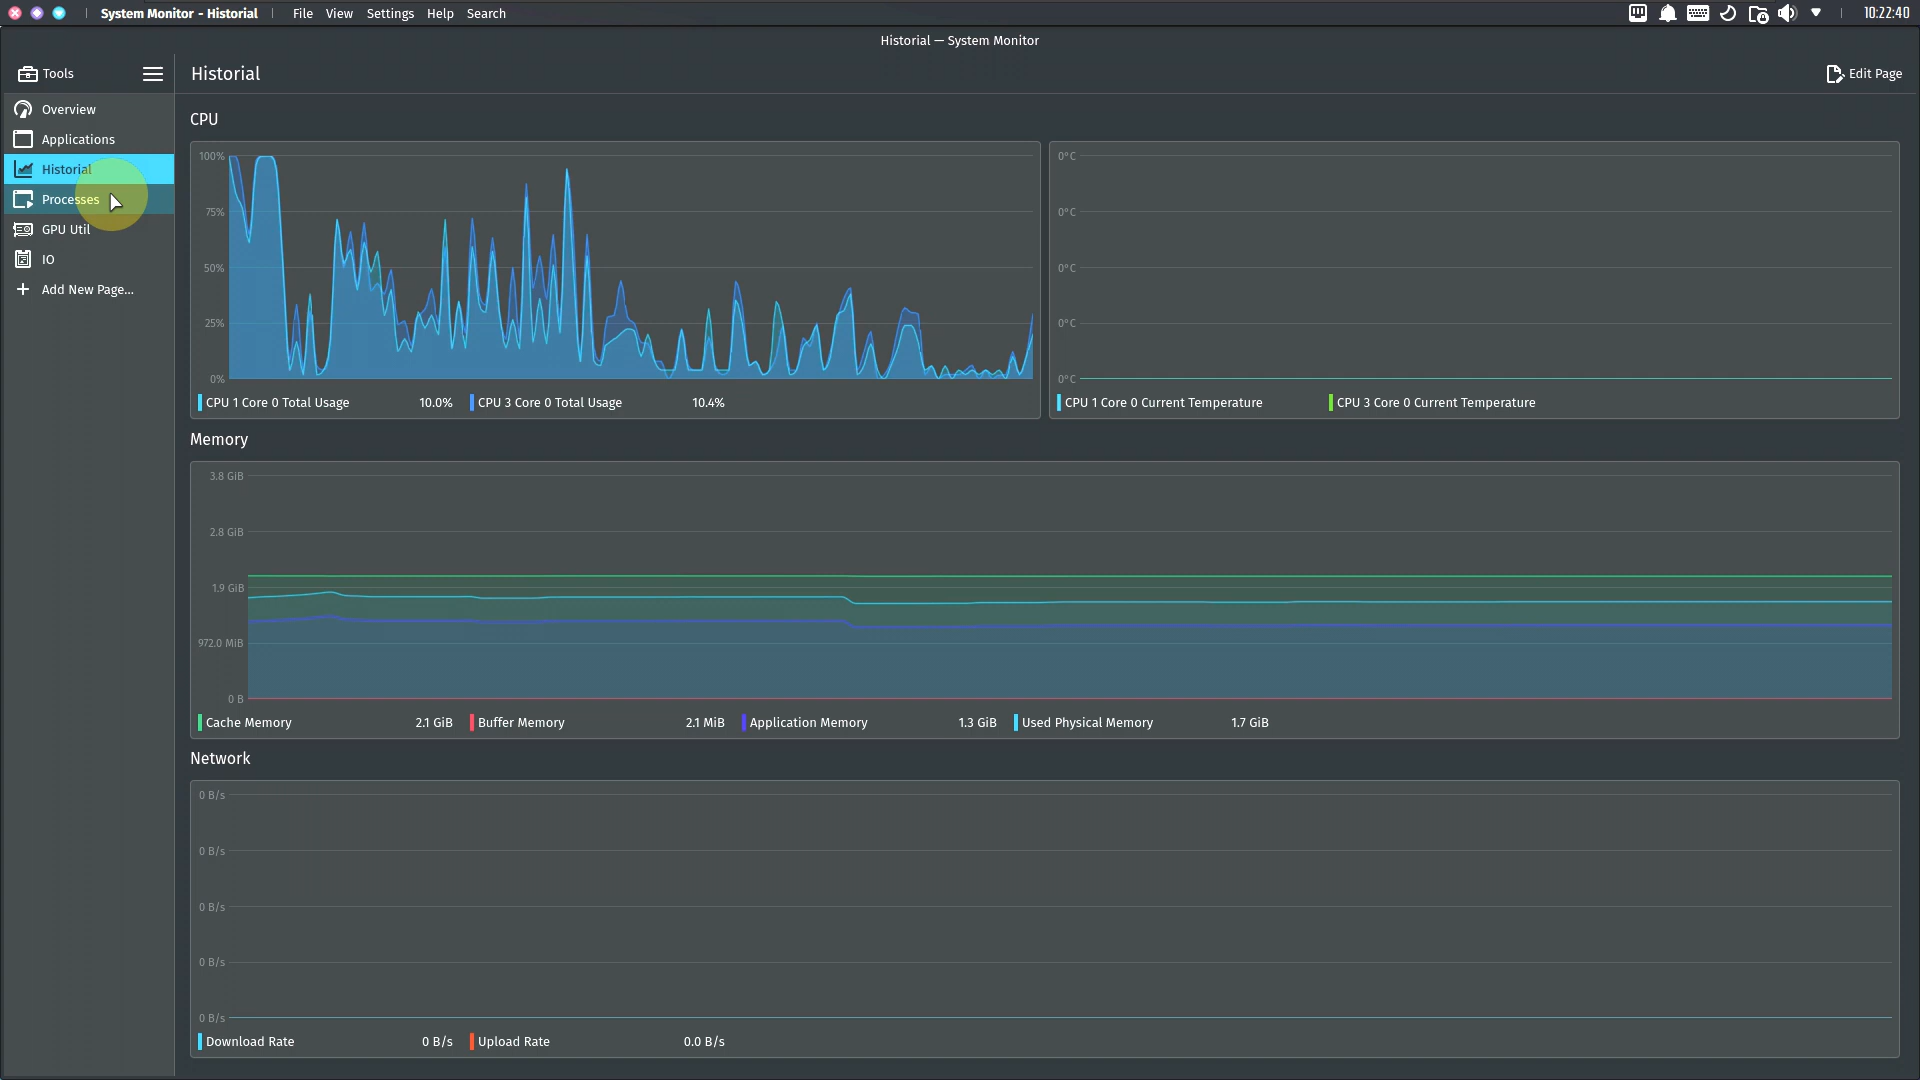 System Monitor - Historial File View Settings Help Search 10:22:40
Historial — System Monitor
Tools
Historial
Edit Page
Overview
Applications
Historial
Processes
GPU Util
IO
Add New Page...
CPU
100%
75%
50%
25%
0%
CPU 1 Core 0 Total Usage 10.0% CPU 3 Core 0 Total Usage 10.4%
0°C
0°C
0°C
0°C
0°C
CPU 1 Core 0 Current Temperature CPU 3 Core 0 Current Temperature
Memory
3.8 GiB
2.8 GiB
1.9 GiB
972.0 MiB
0 B
Cache Memory 2.1 GiB Buffer Memory 2.1 MiB Application Memory 1.3 GiB Used Physical Memory 1.7 GiB
Network
0 B/s
0 B/s
0 B/s
0 B/s
0 B/s
Download Rate 0 B/s Upload Rate 0.0 B/s